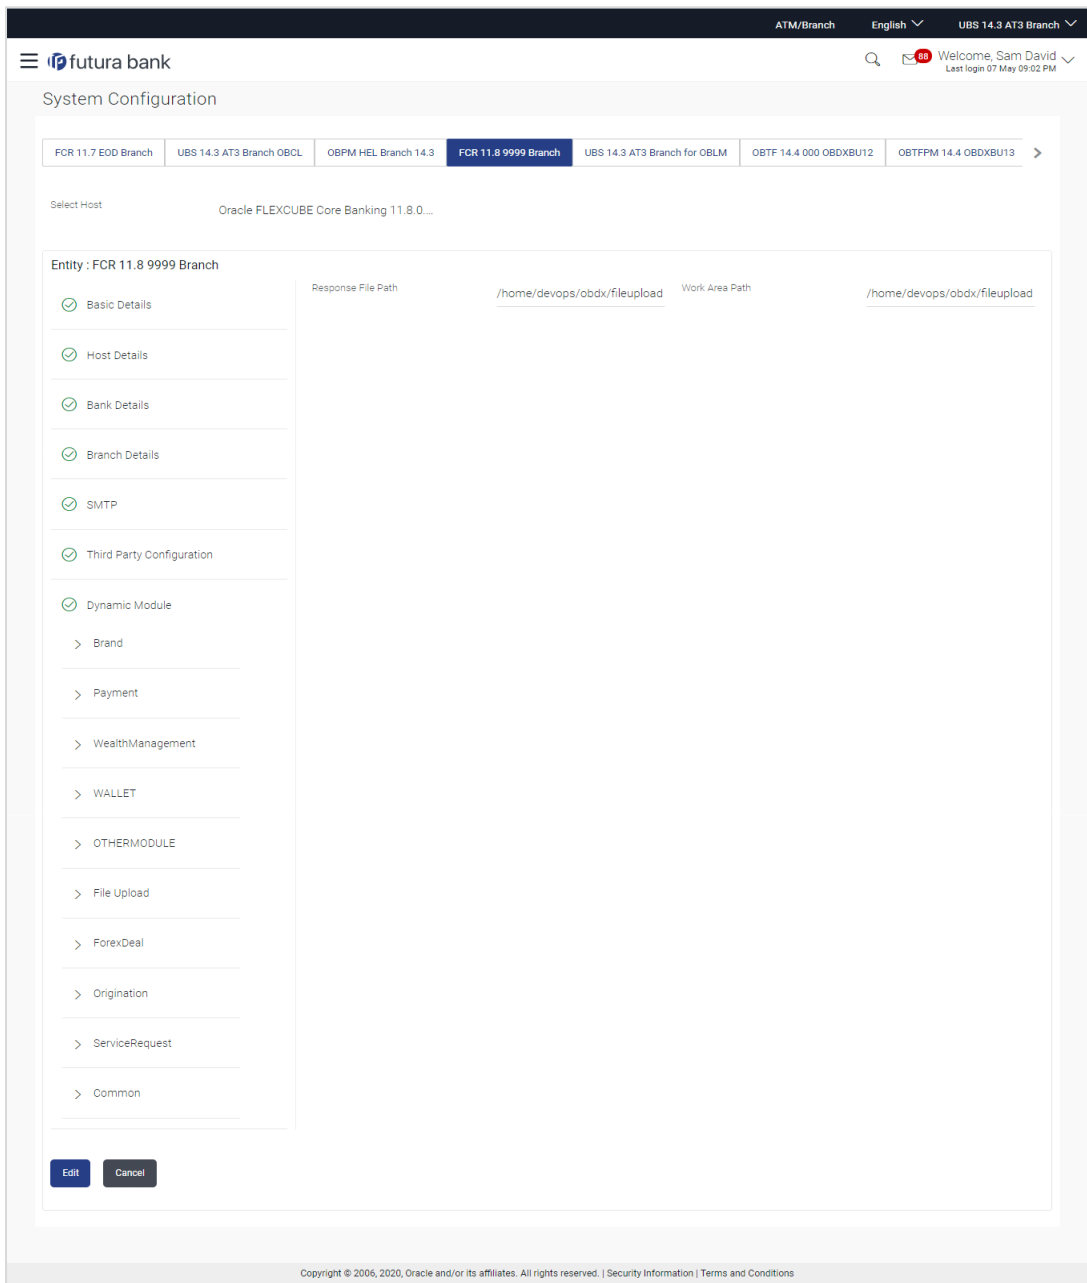 ATM/Branch English UBS 14.3 AT3 Branch
futura bank
88
Welcome, Sam David
Last login 07 May 09:02 PM
System Configuration
FCR 11.7 EOD Branch UBS 14.3 AT3 Branch OBCL OBPM HEL Branch 14.3 FCR 11.8 9999 Branch UBS 14.3 AT3 Branch for OBLM OBTF 14.4 000 OBDXBU12 OBTFPM 14.4 OBDXBU13
Select Host Oracle FLEXCUBE Core Banking 11.8.0....
Entity : FCR 11.8 9999 Branch
Response File Path /home/devops/obdx/fileupload Work Area Path /home/devops/obdx/fileupload
Basic Details
Host Details
Bank Details
Branch Details
SMTP
Third Party Configuration
Dynamic Module
Brand
Payment
WealthManagement
WALLET
OTHERMODULE
File Upload
ForexDeal
Origination
ServiceRequest
Common
Edit Cancel
Copyright © 2006, 2020, Oracle and/or its affiliates. All rights reserved. | Security Information | Terms and Conditions